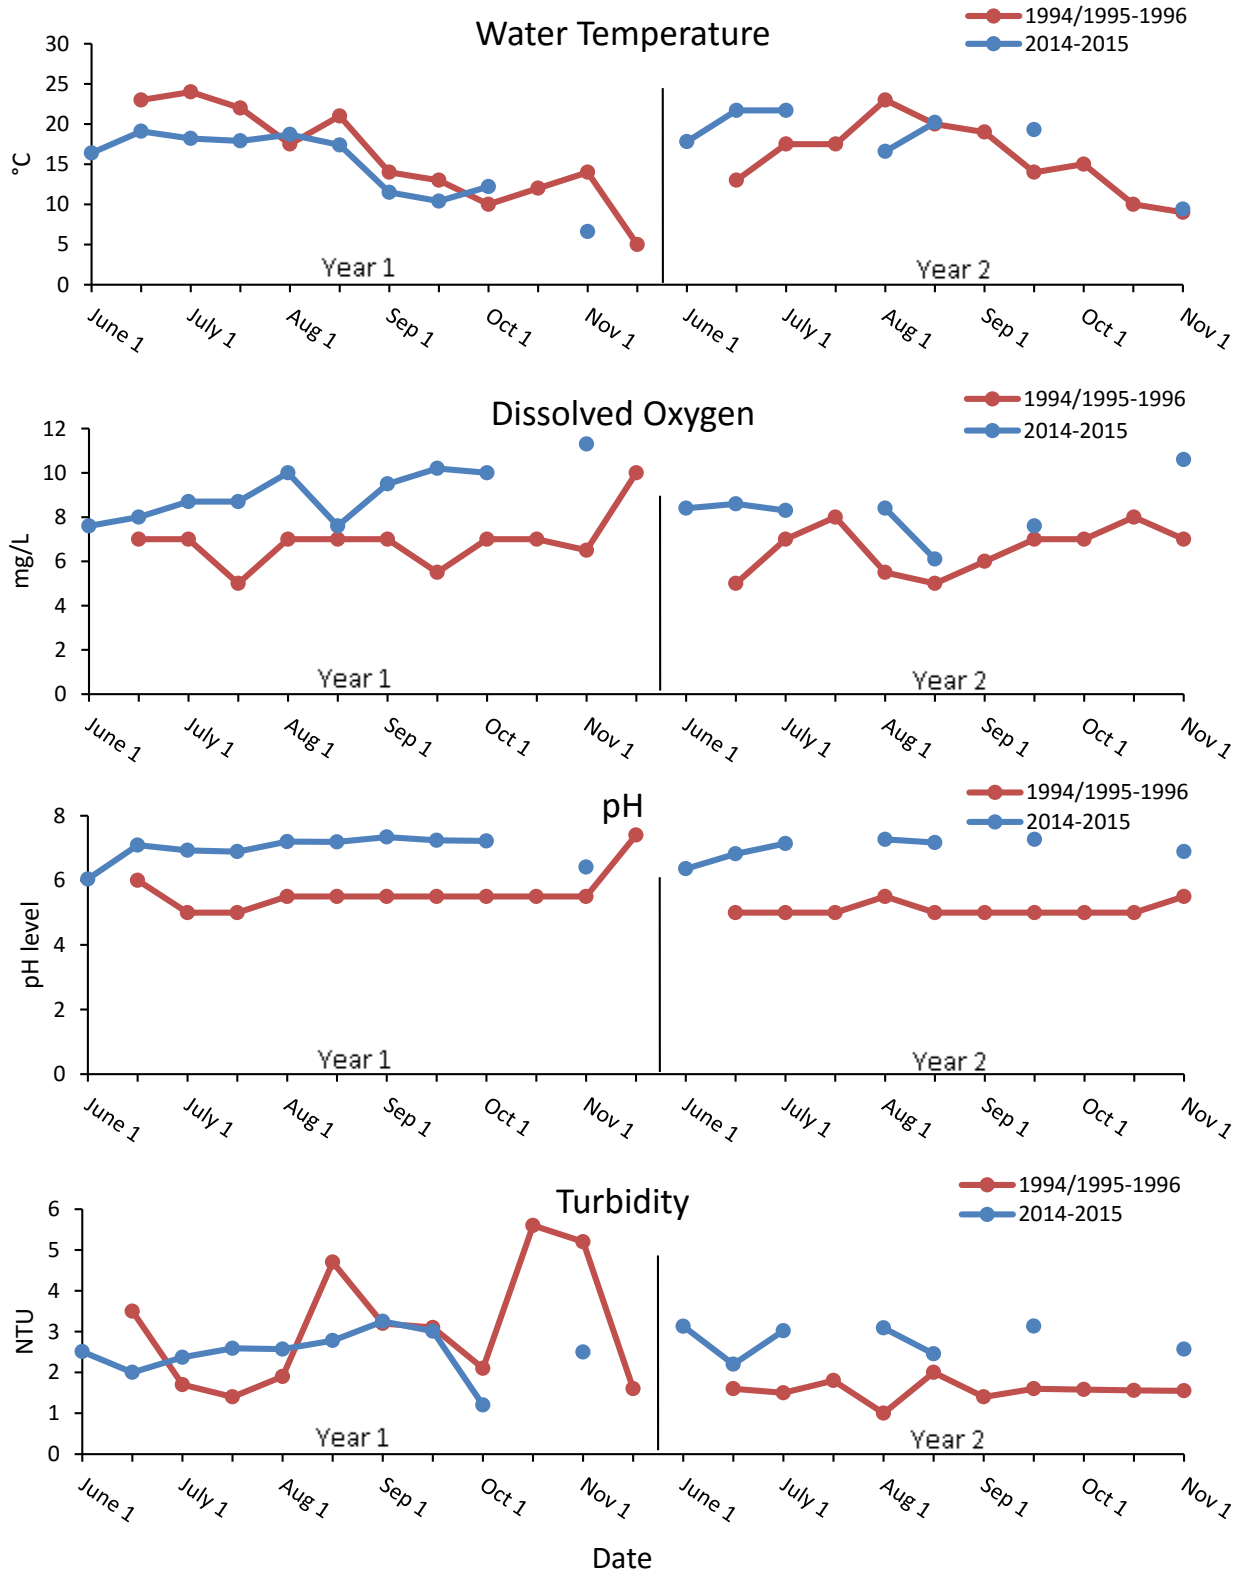 Water Temperature
1994/1995-1996
2014-2015
30
25
20
15
10
5
0
°C
Year 1
Year 2
June 1
July 1
Aug 1
Sep 1
Oct 1
Nov 1
June 1
July 1
Aug 1
Sep 1
Oct 1
Nov 1
Dissolved Oxygen
1994/1995-1996
2014-2015
12
10
8
6
4
2
0
mg/L
Year 1
Year 2
June 1
July 1
Aug 1
Sep 1
Oct 1
Nov 1
June 1
July 1
Aug 1
Sep 1
Oct 1
Nov 1
pH
1994/1995-1996
2014-2015
8
6
4
2
0
pH level
Year 1
Year 2
June 1
July 1
Aug 1
Sep 1
Oct 1
Nov 1
June 1
July 1
Aug 1
Sep 1
Oct 1
Nov 1
Turbidity
1994/1995-1996
2014-2015
6
5
4
3
2
1
0
NTU
Year 1
Year 2
June 1
July 1
Aug 1
Sep 1
Oct 1
Nov 1
June 1
July 1
Aug 1
Sep 1
Oct 1
Nov 1
Date